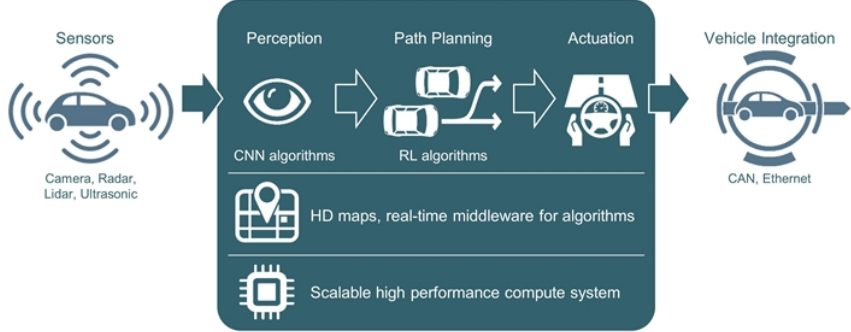 Sensors
Perception
Path Planning
Actuation
Vehicle Integration
CNN algorithms
RL algorithms
Camera, Radar,
Lidar, Ultrasonic
CAN, Ethernet
HD maps, real-time middleware for algorithms
Scalable high performance compute system